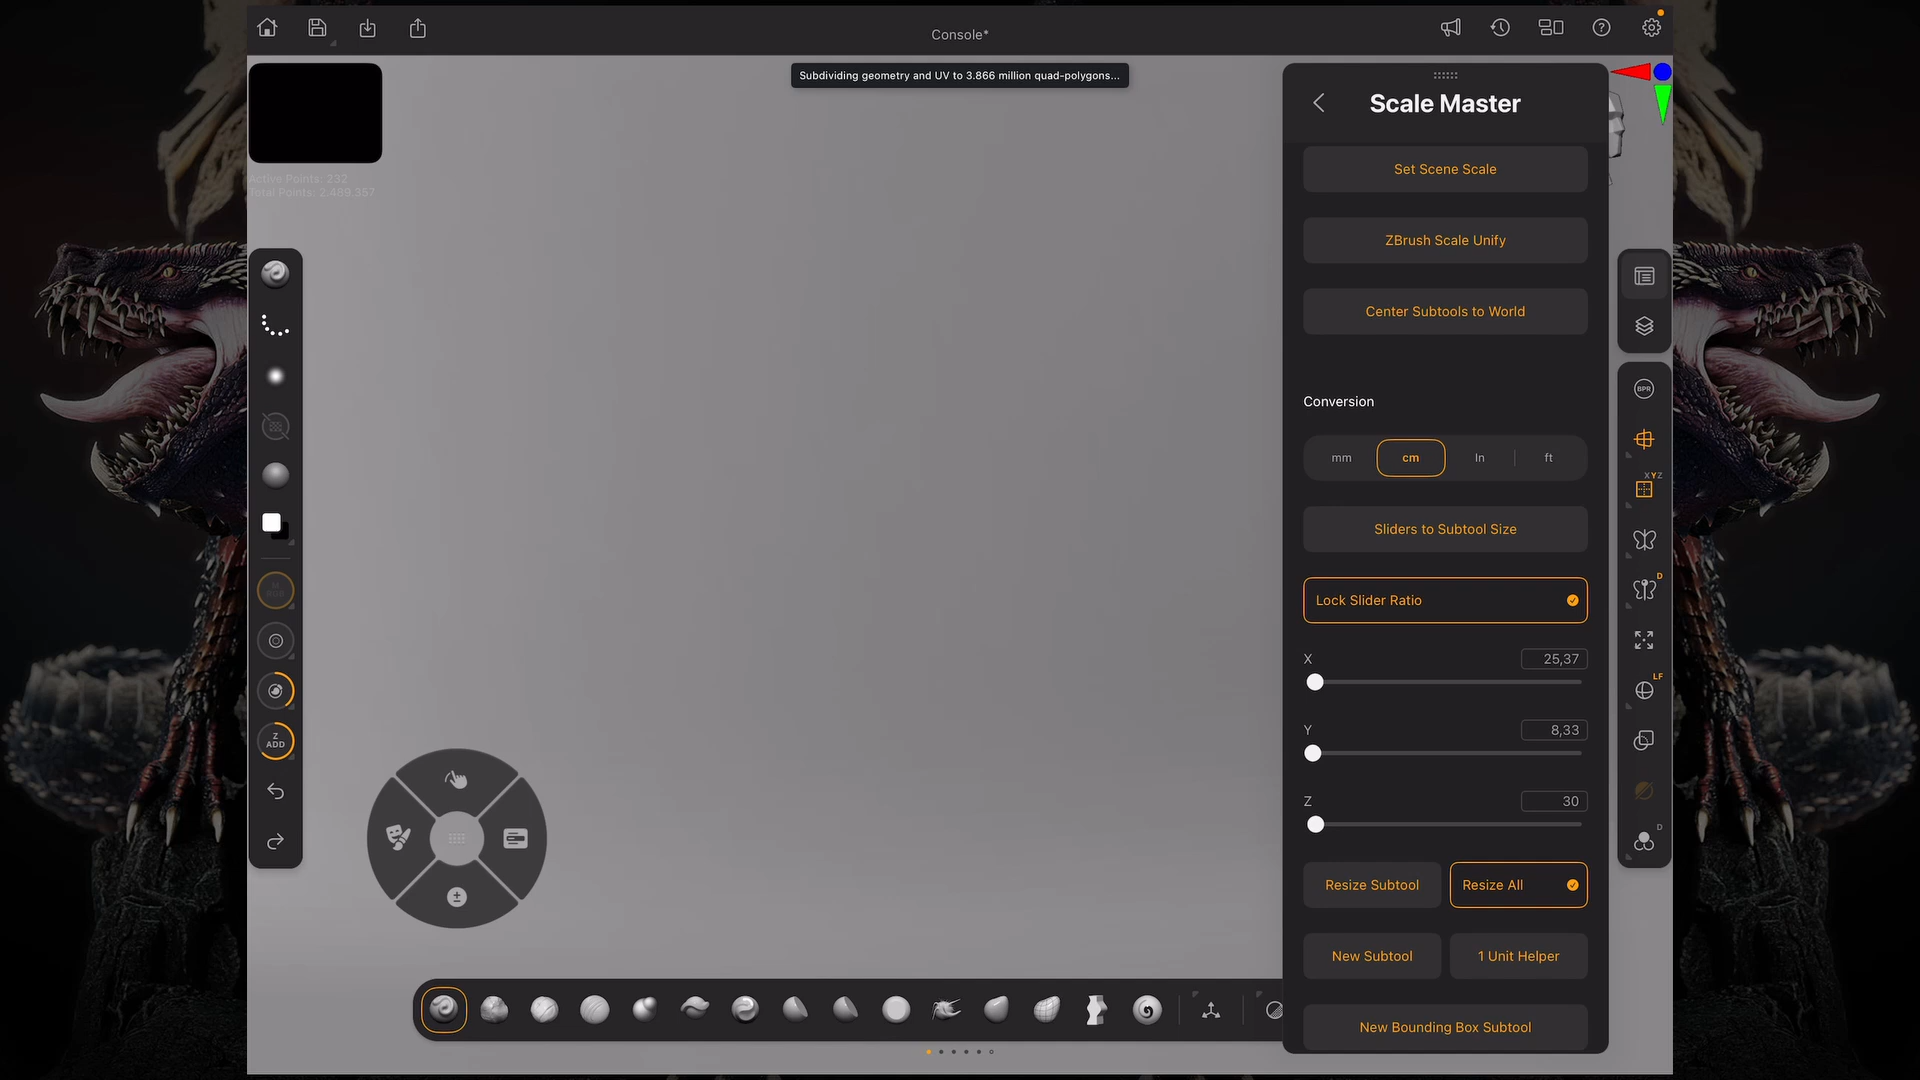 Console*
Subdividing geometry and UV to 3.866 million quad-polygons...
Active Points: 232
Total Points: 2.489.357
Scale Master
Set Scene Scale
ZBrush Scale Unify
Center Subtools to World
Conversion
mm cm In ft
Sliders to Subtool Size
Lock Slider Ratio
X 25,37
Y 8,33
Z 30
Resize Subtool Resize All
New Subtool 1 Unit Helper
New Bounding Box Subtool
M
RGB
Z
ADD
BPR
XYZ
D
LF
D